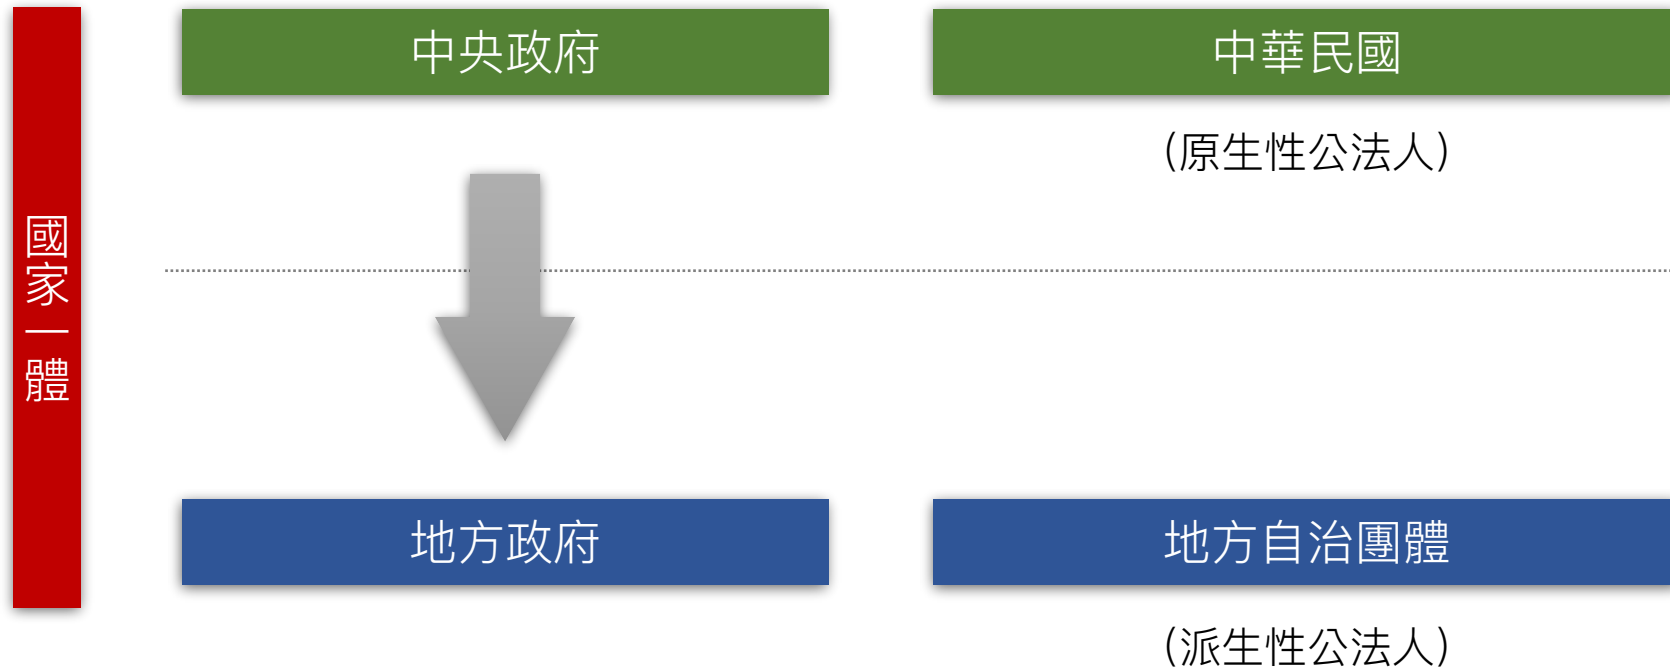 國家一體
中央政府
中華民國
(原生性公法人)
地方政府
地方自治團體
(派生性公法人)